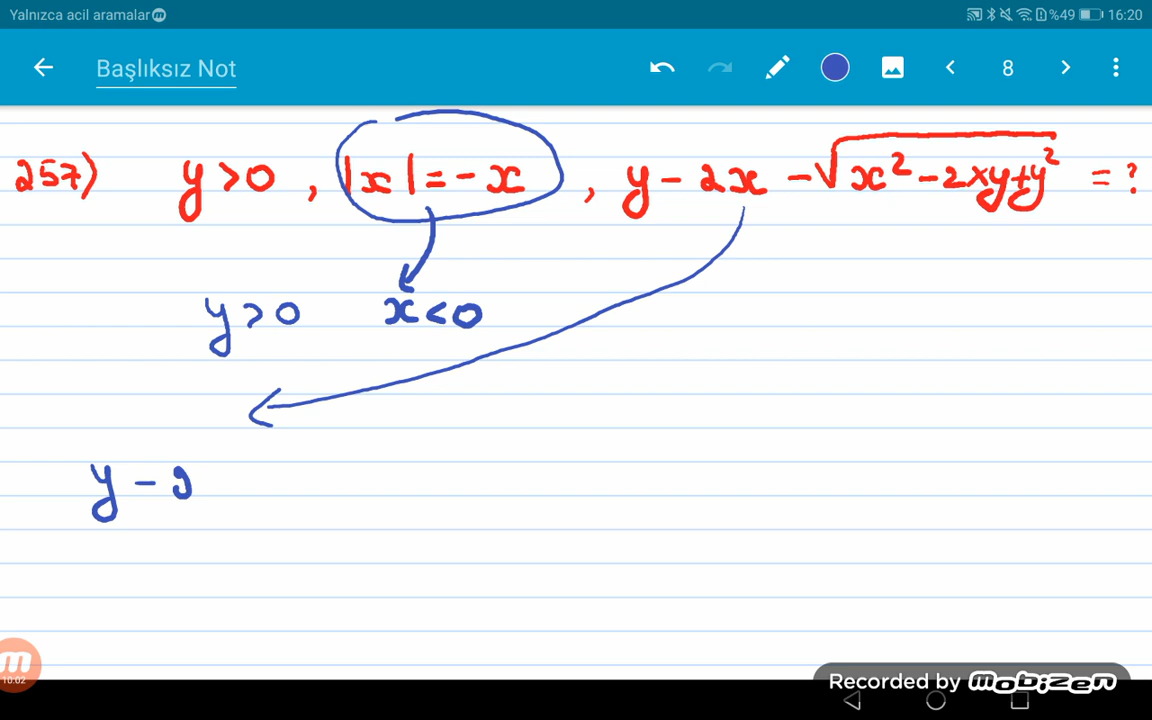 Yalnızca acil aramalar %49 16:20
Başlıksız Not 8
257) y > 0 , |x| = -x , y - 2x - √(x² - 2xy + y²) = ?
y > 0 x < 0
y - 2
10:02
Recorded by mobizen